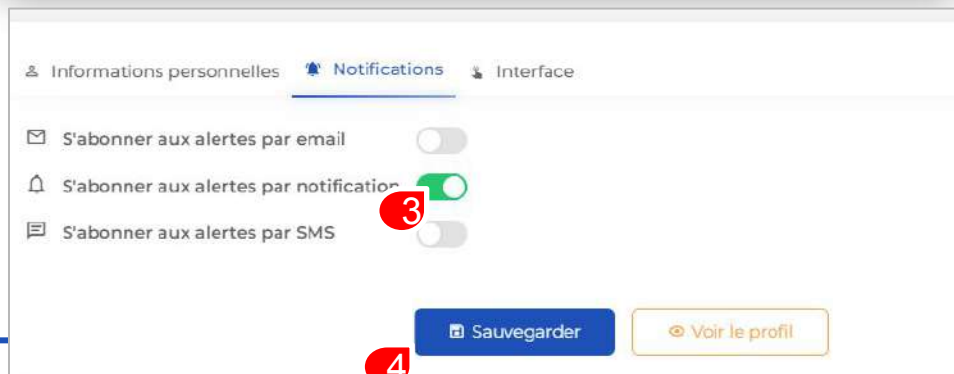 Informations personnelles Notifications Interface
S'abonner aux alertes par email
S'abonner aux alertes par notification
3
S'abonner aux alertes par SMS
Sauvegarder Voir le profil
4